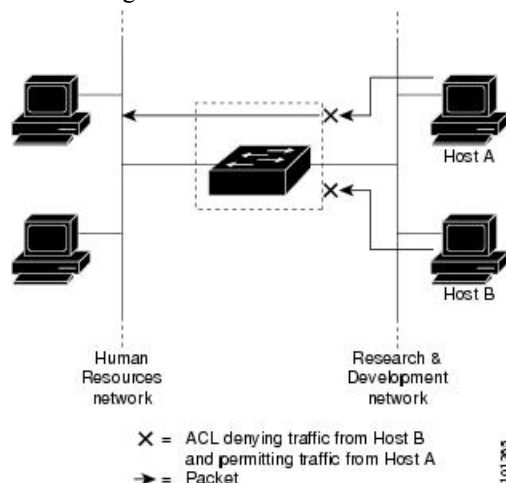 Host A
Host B
Human
Resources
network
Research &
Development
network
X = ACL denying traffic from Host B
and permitting traffic from Host A
= Packet